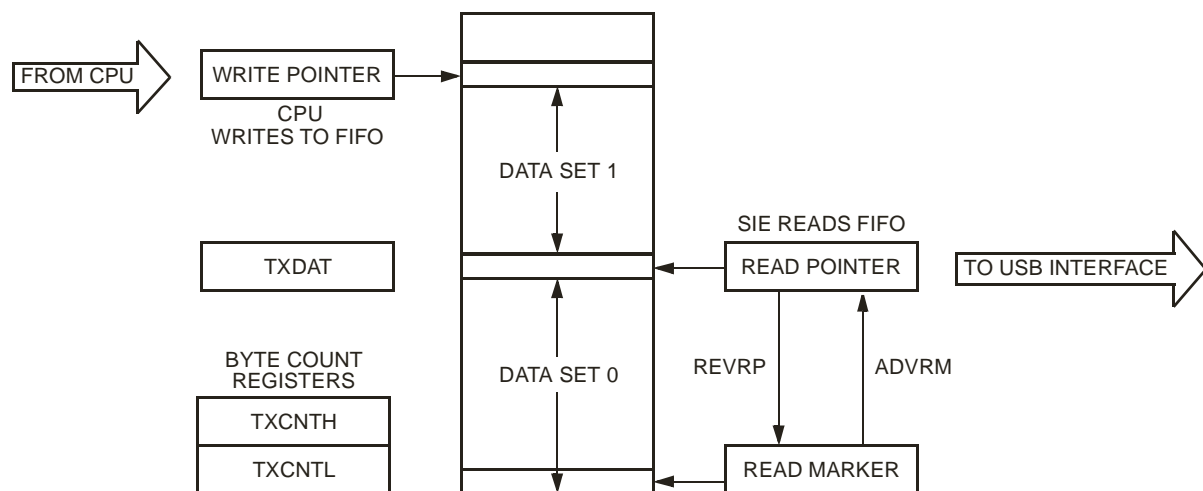 FROM CPU
WRITE POINTER
CPU
WRITES TO FIFO
DATA SET 1
SIE READS FIFO
TXDAT
READ POINTER
TO USB INTERFACE
BYTE COUNT
REGISTERS
DATA SET 0
REVRP
ADVRM
TXCNTH
TXCNTL
READ MARKER